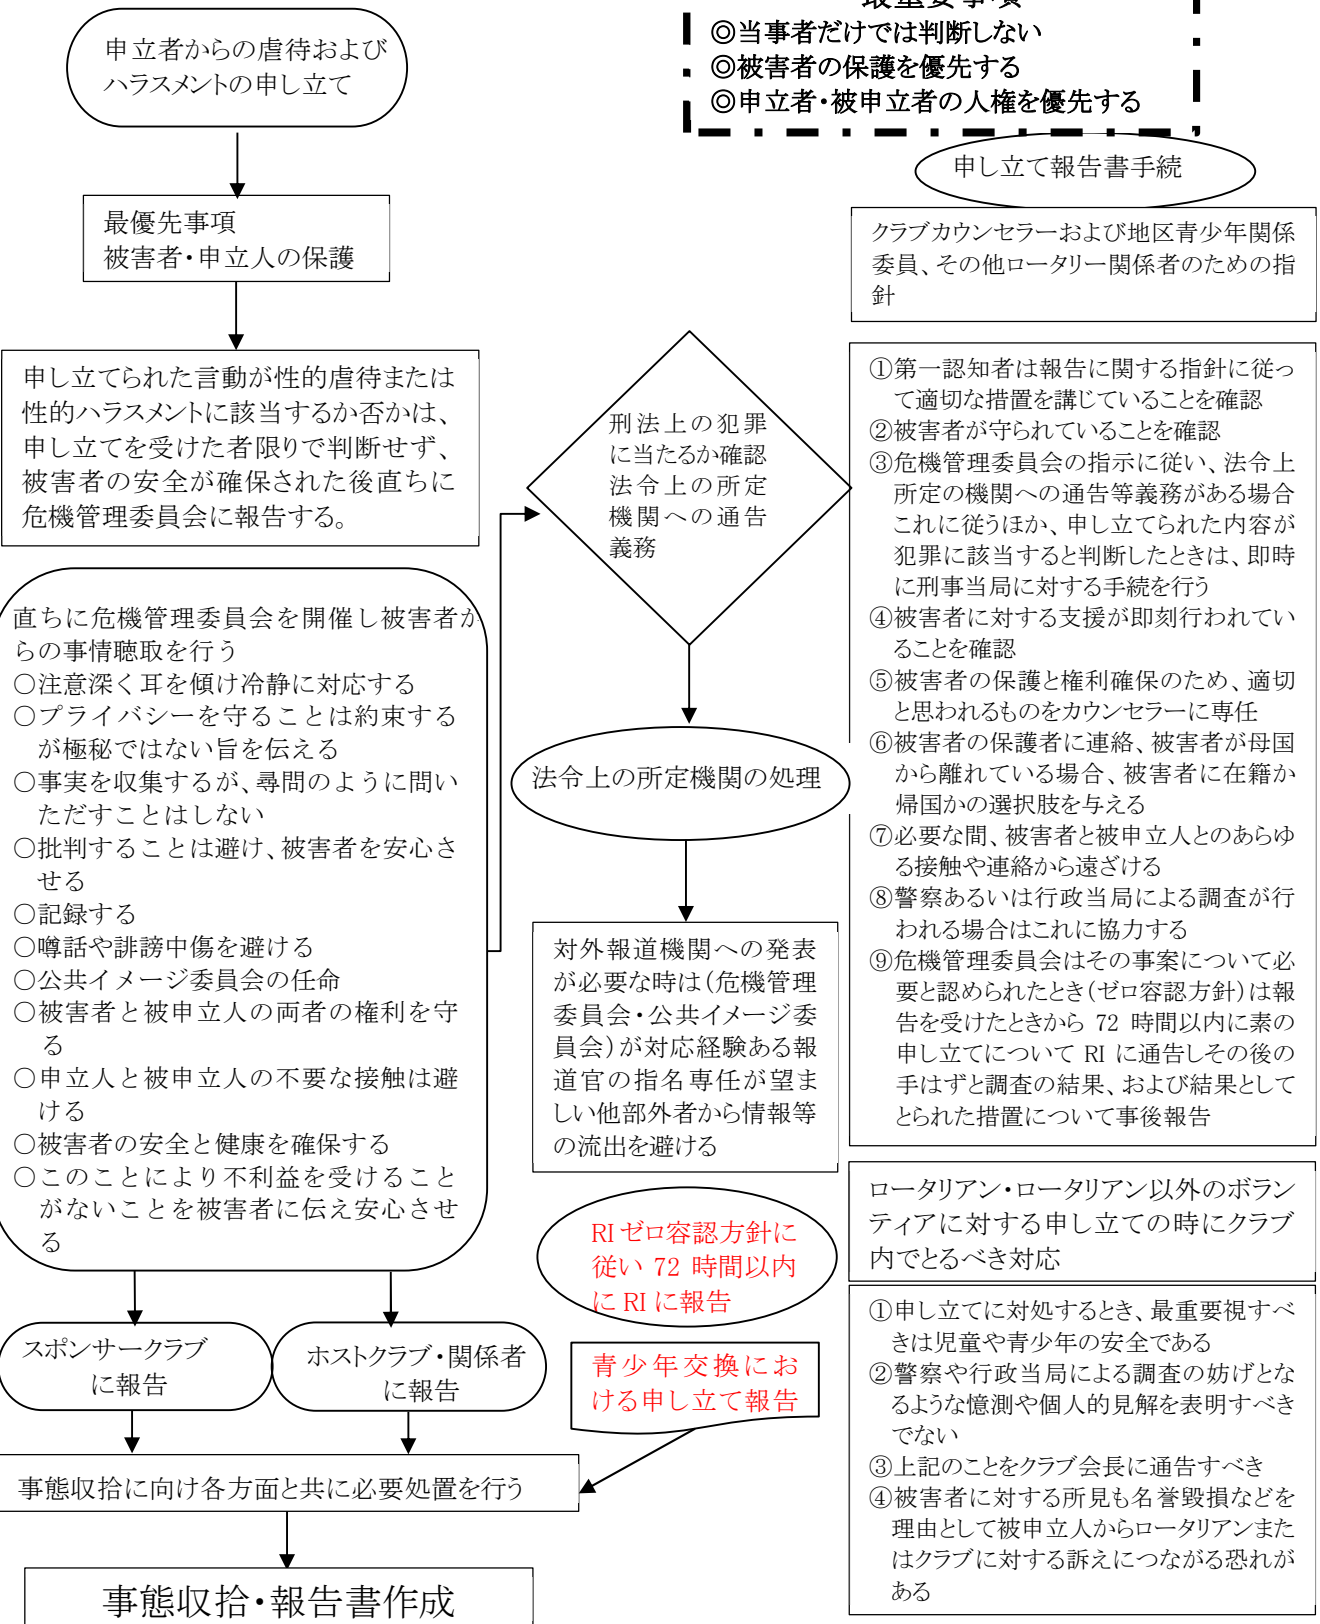 最重要事項
◎当事者だけでは判断しない
◎被害者の保護を優先する
◎申立者・被申立者の人権を優先する
申立者からの虐待および
ハラスメントの申し立て
最優先事項
被害者・申立人の保護
申し立てられた言動が性的虐待または
性的ハラスメントに該当するか否かは、
申し立てを受けた者限りで判断せず、
被害者の安全が確保された後直ちに
危機管理委員会に報告する。
直ちに危機管理委員会を開催し被害者か
らの事情聴取を行う
○注意深く耳を傾け冷静に対応する
○プライバシーを守ることは約束する
が極秘ではない旨を伝える
○事実を収集するが、尋問のように問い
ただすことはしない
○批判することは避け、被害者を安心さ
せる
○記録する
○噂話や誹謗中傷を避ける
○公共イメージ委員会の任命
○被害者と被申立人の両者の権利を守
る
○申立人と被申立人の不要な接触は避
ける
○被害者の安全と健康を確保する
○このことにより不利益を受けること
がないことを被害者に伝え安心させ
る
スポンサークラブ
に報告
ホストクラブ・関係者
に報告
事態収拾に向け各方面と共に必要処置を行う
事態収拾・報告書作成
刑法上の犯罪
に当たるか確認
法令上の所定
機関への通告
義務
法令上の所定機関の処理
対外報道機関への発表
が必要な時は(危機管理
委員会・公共イメージ委
員会)が対応経験ある報
道官の指名専任が望ま
しい他部外者から情報等
の流出を避ける
RIゼロ容認方針に
従い 72 時間以内
に RI に報告
青少年交換にお
ける申し立て報告
申し立て報告書手続
クラブカウンセラーおよび地区青少年関係
委員、その他ロータリー関係者のための指
針
①第一認知者は報告に関する指針に従っ
て適切な措置を講じていることを確認
②被害者が守られていることを確認
③危機管理委員会の指示に従い、法令上
所定の機関への通告等義務がある場合
これに従うほか、申し立てられた内容が
犯罪に該当すると判断したときは、即時
に刑事当局に対する手続を行う
④被害者に対する支援が即刻行われてい
ることを確認
⑤被害者の保護と権利確保のため、適切
と思われるものをカウンセラーに専任
⑥被害者の保護者に連絡、被害者が母国
から離れている場合、被害者に在籍か
帰国かの選択肢を与える
⑦必要な間、被害者と被申立人とのあらゆ
る接触や連絡から遠ざける
⑧警察あるいは行政当局による調査が行
われる場合はこれに協力する
⑨危機管理委員会はその事案について必
要と認められたとき(ゼロ容認方針)は報
告を受けたときから 72 時間以内に素の
申し立てについて RI に通告しその後の
手はずと調査の結果、および結果として
とられた措置について事後報告
ロータリアン・ロータリアン以外のボラン
ティアに対する申し立ての時にクラブ
内でとるべき対応
①申し立てに対処するとき、最重要視すべ
きは児童や青少年の安全である
②警察や行政当局による調査の妨げとな
るような憶測や個人的見解を表明すべき
でない
③上記のことをクラブ会長に通告すべき
④被害者に対する所見も名誉毀損などを
理由として被申立人からロータリアンまた
はクラブに対する訴えにつながる恐れが
ある